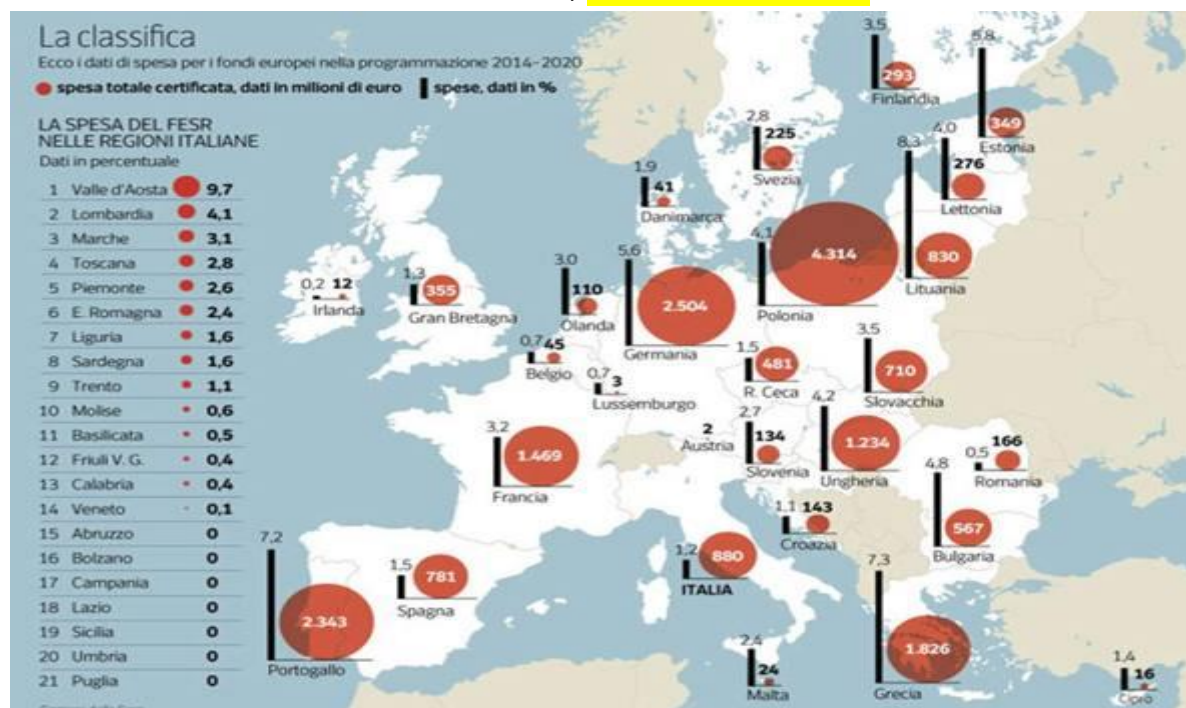 La classifica
Ecco i dati di spesa per i fondi europei nella programmazione 2014-2020
spesa totale certificata, dati in milioni di euro spese, dati in %
LA SPESA DEL FESR
NELLE REGIONI ITALIANE
Dati in percentuale
1 Valle d'Aosta 9,7
2 Lombardia 4,1
3 Marche 3,1
4 Toscana 2,8
5 Piemonte 2,6
6 E. Romagna 2,4
7 Liguria 1,6
8 Sardegna 1,6
9 Trento 1,1
10 Molise 0,6
11 Basilicata 0,5
12 Friuli V. G. 0,4
13 Calabria 0,4
14 Veneto 0,1
15 Abruzzo 0
16 Bolzano 0
17 Campania 0
18 Lazio 0
19 Sicilia 0
20 Umbria 0
21 Puglia 0
3,5 293
Finlandia
5,8 349
Estonia
2,8 225
Svezia
4,0 276
Lettonia
1,9 41
Danimarca
8,3 830
Lituania
4,1 4.314
Polonia
0,2 12
Irlanda
1,3 355
Gran Bretagna
3,0 110
Olanda
5,6 2.504
Germania
0,7 45
Belgio
0,7 3
Lussemburgo
1,5 481
R. Ceca
3,5 710
Slovacchia
3,2 1.469
Francia
2
Austria
2,7 134
Slovenia
4,2 1.234
Ungheria
0,5 166
Romania
1,1 143
Croazia
4,8 567
Bulgaria
7,2 2.343
Portogallo
1,5 781
Spagna
1,2 880
ITALIA
2,4 24
Malta
7,3 1.826
Grecia
1,4 16
Cipro